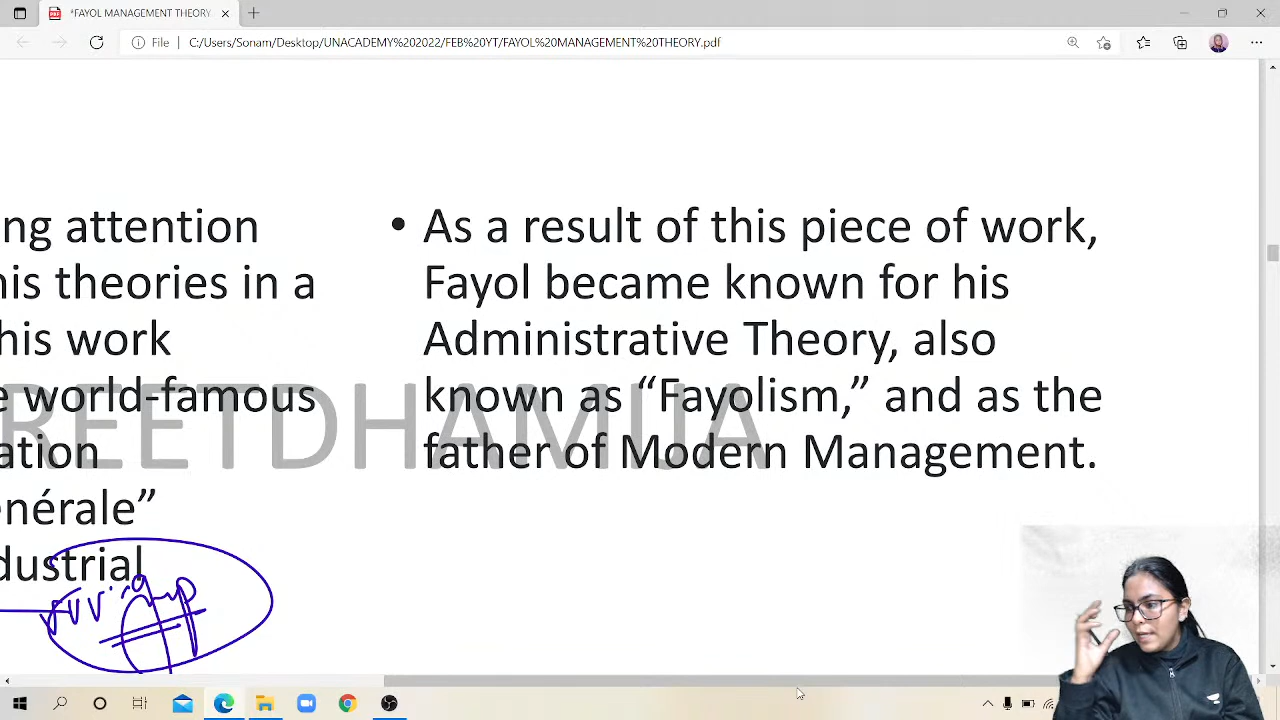 *FAYOL MANAGEMENT THEORY
File
C:/Users/Sonam/Desktop/UNACADEMY%202022/FEB%20YT/FAYOL%20MANAGEMENT%20THEORY.pdf
ng attention
his theories in a
his work
e world-famous
ation
énérale”
dustrial
• As a result of this piece of work,
Fayol became known for his
Administrative Theory, also
known as “Fayolism,” and as the
father of Modern Management.
REETDHAMIJA